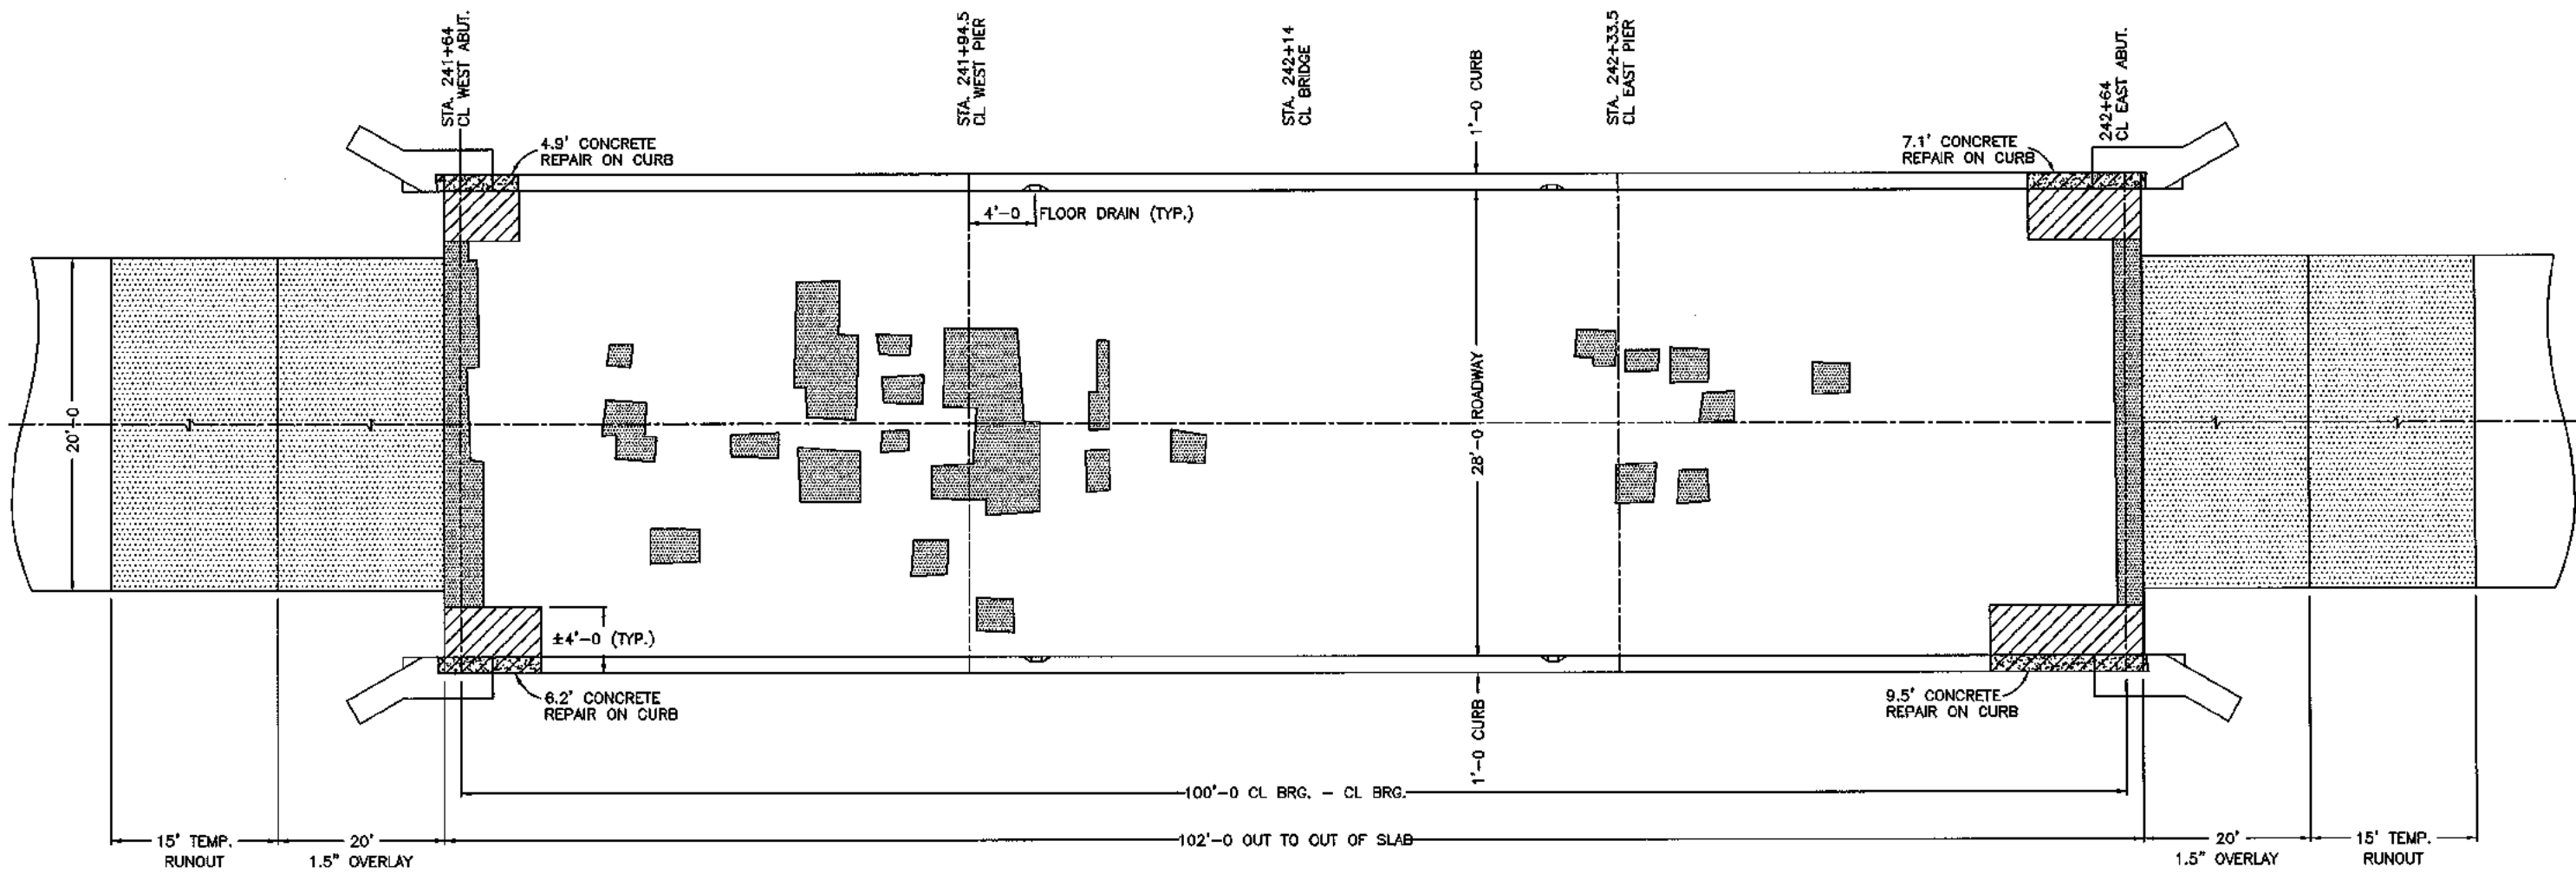 STA. 241+64
CL WEST ABUT.
STA. 241+94.5
CL WEST PIER
STA. 242+14
CL BRIDGE
1'-0 CURB
STA. 242+33.5
CL EAST PIER
242+64
CL EAST ABUT.
4.9' CONCRETE
REPAIR ON CURB
7.1' CONCRETE
REPAIR ON CURB
4'-0
FLOOR DRAIN (TYP.)
20'-0
28'-0 ROADWAY
±4'-0 (TYP.)
6.2' CONCRETE
REPAIR ON CURB
9.5' CONCRETE
REPAIR ON CURB
1'-0 CURB
100'-0 CL BRG. - CL BRG.
15' TEMP.
RUNOUT
20'
1.5" OVERLAY
102'-0 OUT TO OUT OF SLAB
20'
1.5" OVERLAY
15' TEMP.
RUNOUT